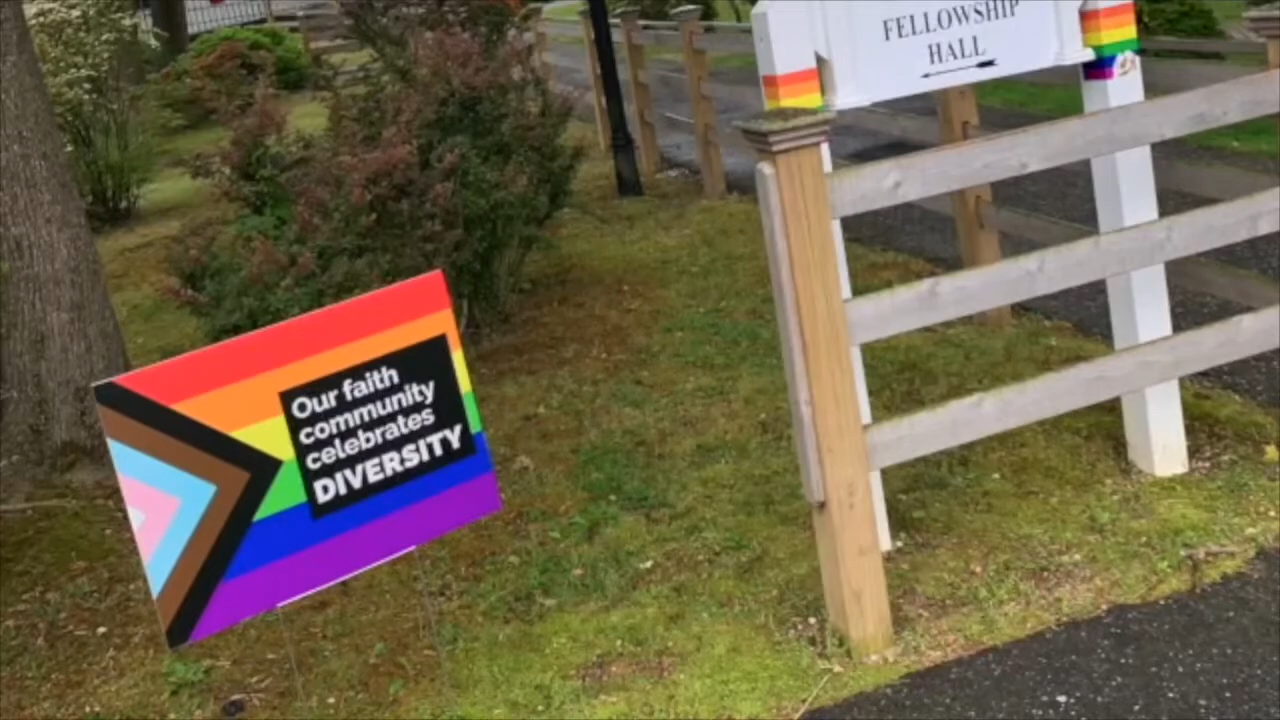 FELLOWSHIP
HALL
Our faith
community
celebrates
DIVERSITY